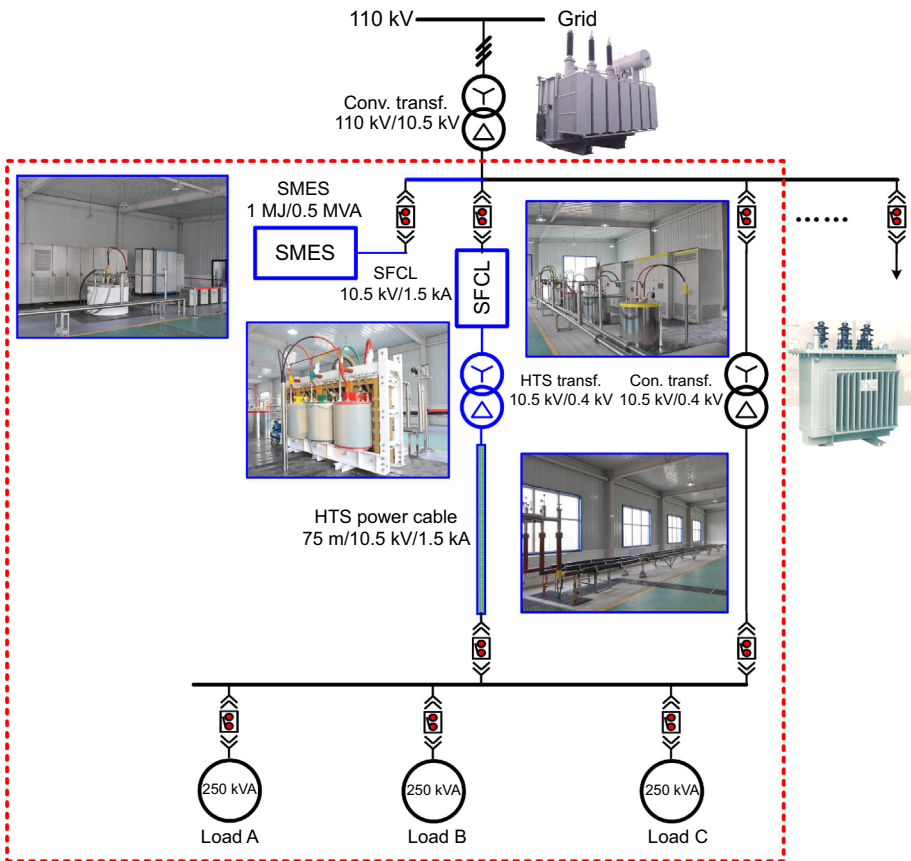 110 kV
Grid
Conv. transf.
110 kV/10.5 kV
SMES
1 MJ/0.5 MVA
SMES
SFCL
10.5 kV/1.5 kA
SFCL
HTS transf.
10.5 kV/0.4 kV
Con. transf.
10.5 kV/0.4 kV
HTS power cable
75 m/10.5 kV/1.5 kA
250 kVA
250 kVA
250 kVA
Load A
Load B
Load C